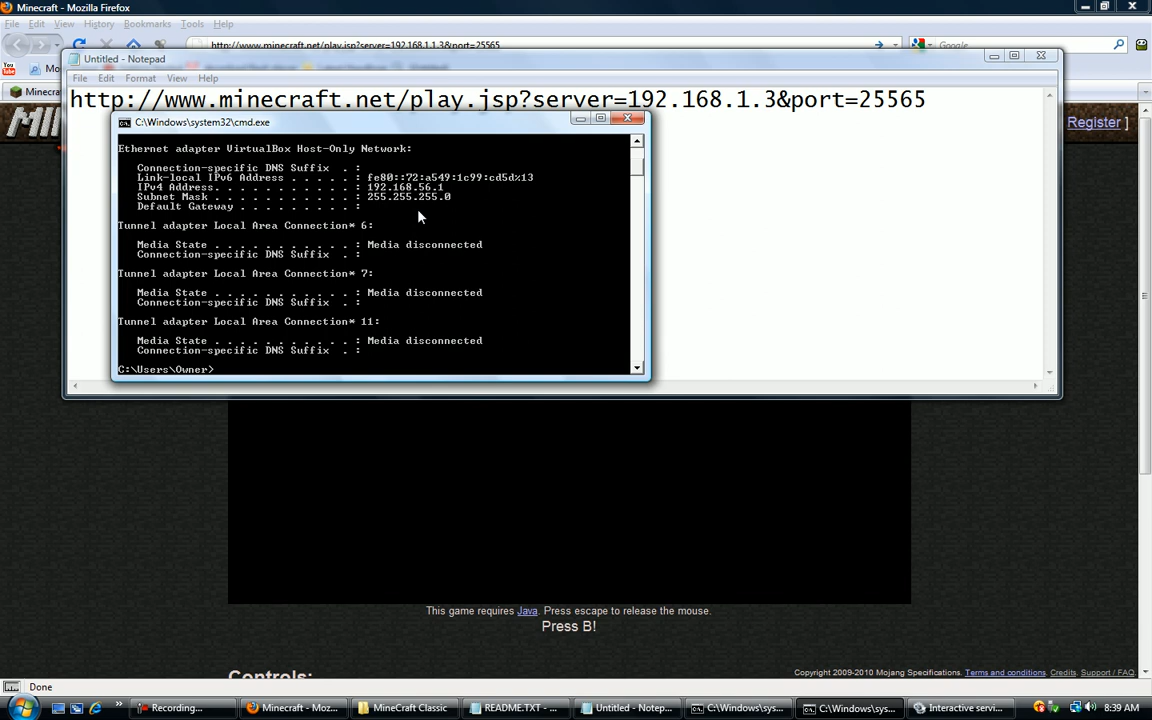 Minecraft - Mozilla Firefox
File Edit View History Bookmarks Tools Help
http://www.minecraft.net/play.jsp?server=192.168.1.3&port=25565
Google
Untitled - Notepad
File Edit Format View Help
Minecra
http://www.minecraft.net/play.jsp?server=192.168.1.3&port=25565
Register ]
C:\Windows\system32\cmd.exe
Ethernet adapter VirtualBox Host-Only Network:
Connection-specific DNS Suffix . :
Link-local IPv6 Address . . . . . : fe80::72:a549:1c99:cd5d%13
IPv4 Address. . . . . . . . . . . : 192.168.56.1
Subnet Mask . . . . . . . . . . . : 255.255.255.0
Default Gateway . . . . . . . . . :
Tunnel adapter Local Area Connection* 6:
Media State . . . . . . . . . . . : Media disconnected
Connection-specific DNS Suffix . :
Tunnel adapter Local Area Connection* 7:
Media State . . . . . . . . . . . : Media disconnected
Connection-specific DNS Suffix . :
Tunnel adapter Local Area Connection* 11:
Media State . . . . . . . . . . . : Media disconnected
Connection-specific DNS Suffix . :
C:\Users\Owner>
This game requires Java. Press escape to release the mouse.
Press B!
Controls:
Copyright 2009-2010 Mojang Specifications. Terms and conditions. Credits. Support / FAQ.
Done
Recording... Minecraft - Moz... MineCraft Classic README.TXT - ... Untitled - Notep... C:\Windows\sys... C:\Windows\sys... Interactive servi... 8:39 AM